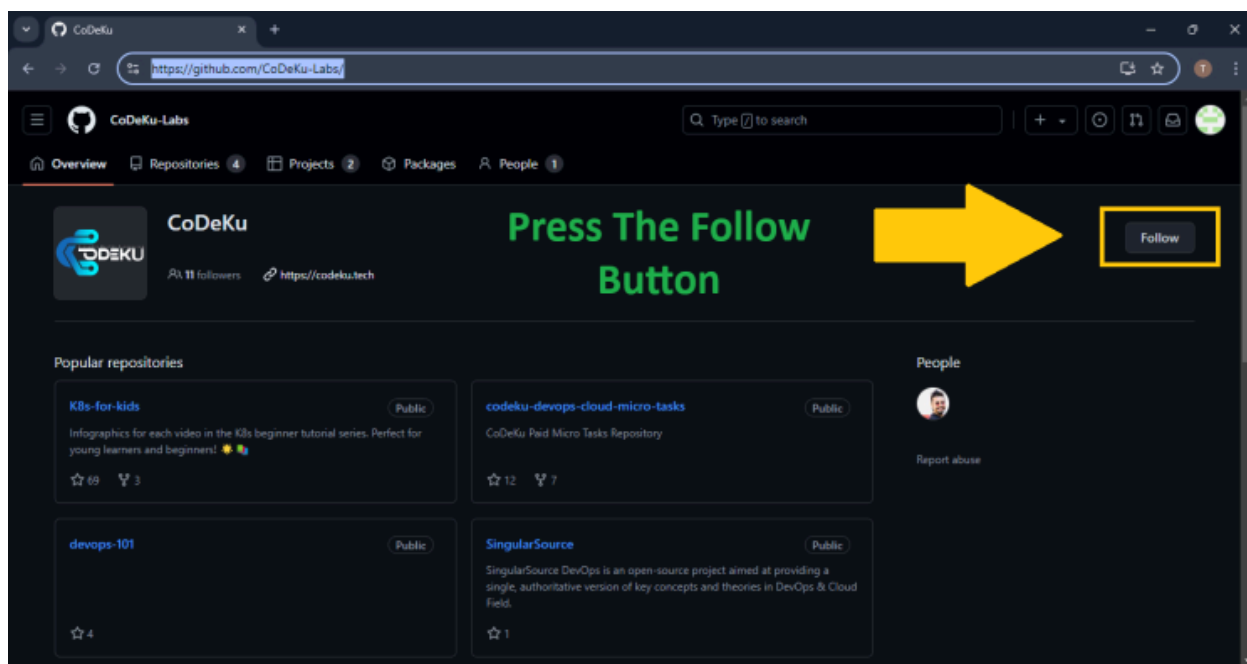 CoDeKu
https://github.com/CoDeKu-Labs/
T
CoDeKu-Labs
Type / to search
Overview
Repositories 4
Projects 2
Packages
People 1
CODEKU
CoDeKu
11 followers
https://codeku.tech
Press The Follow
Button
Follow
Popular repositories
K8s-for-kids
Public
Infographics for each video in the K8s beginner tutorial series. Perfect for
young learners and beginners!
69
3
codeku-devops-cloud-micro-tasks
Public
CoDeKu Paid Micro Tasks Repository
12
7
devops-101
Public
4
SingularSource
Public
SingularSource DevOps is an open-source project aimed at providing a
single, authoritative version of key concepts and theories in DevOps & Cloud
Field.
1
People
Report abuse